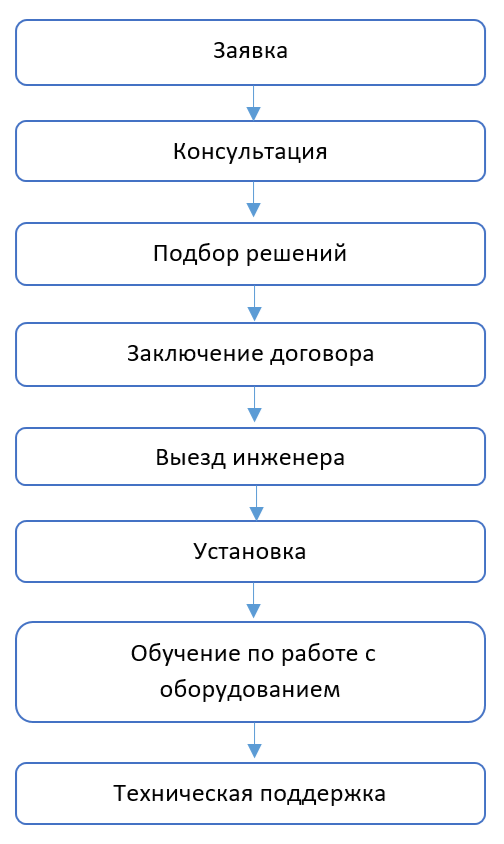 Заявка
Консультация
Подбор решений
Заключение договора
Выезд инженера
Установка
Обучение по работе с
оборудованием
Техническая поддержка